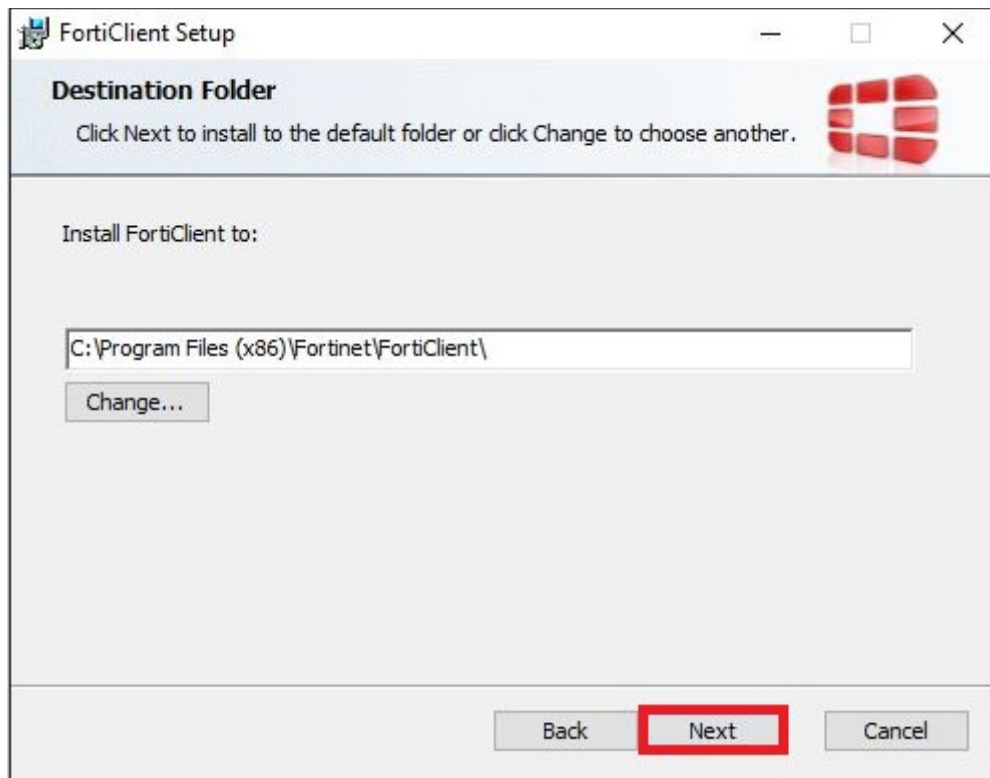 FortiClient Setup
Destination Folder
Click Next to install to the default folder or click Change to choose another.
Install FortiClient to:
C:\Program Files (x86)\Fortinet\FortiClient\
Change...
Back Next Cancel